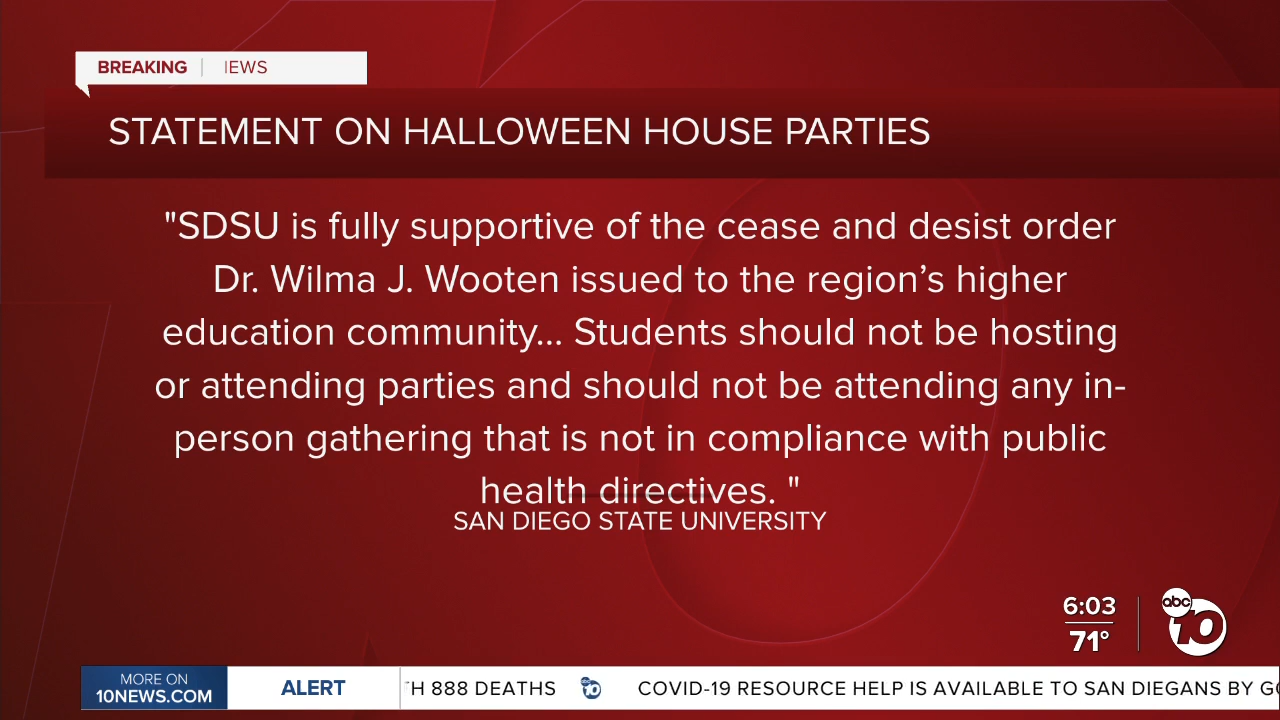 BREAKING IEWS
STATEMENT ON HALLOWEEN HOUSE PARTIES
"SDSU is fully supportive of the cease and desist order
Dr. Wilma J. Wooten issued to the region's higher
education community... Students should not be hosting
or attending parties and should not be attending any in-
person gathering that is not in compliance with public
health directives. "
SAN DIEGO STATE UNIVERSITY
6:03
71°
abc 10
MORE ON
10NEWS.COM
ALERT
TH 888 DEATHS abc 10 COVID-19 RESOURCE HELP IS AVAILABLE TO SAN DIEGANS BY GO